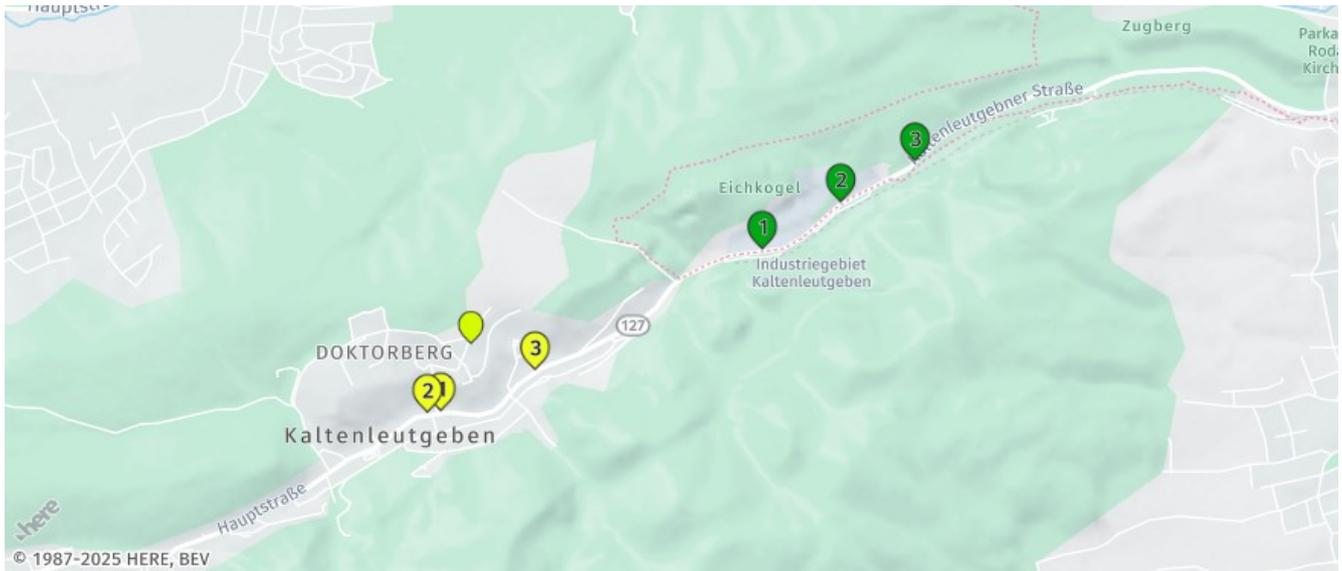 Zugberg
Kaltenleutgebner Straße
3
2
Eichkogel
1
Industriegebiet
Kaltenleutgeben
127
DOKTORBERG
3
2
1
Kaltenleutgeben
Hauptstraße
here
© 1987-2025 HERE, BEV